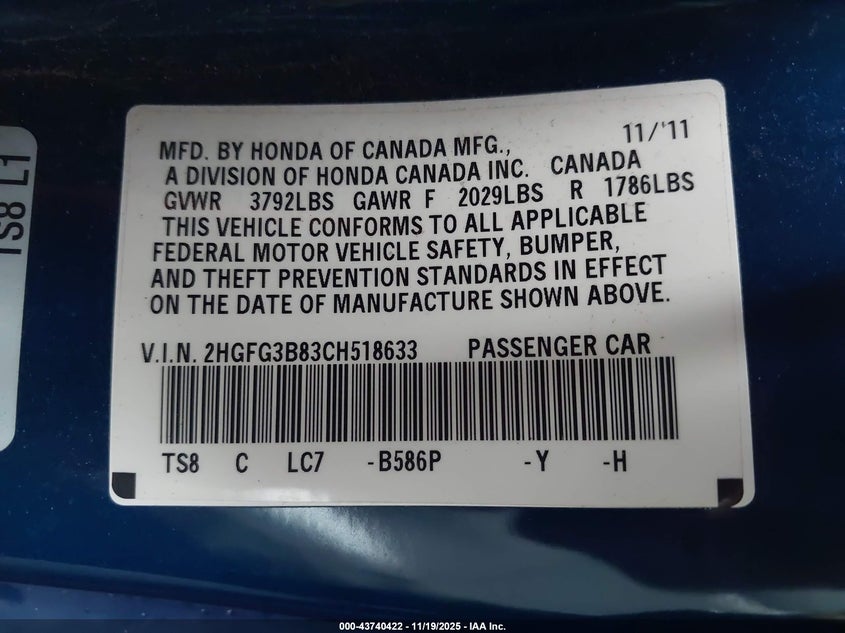 11/'11
MFD. BY HONDA OF CANADA MFG.,
A DIVISION OF HONDA CANADA INC. CANADA
GVWR 3792LBS GAWR F 2029LBS R 1786LBS
THIS VEHICLE CONFORMS TO ALL APPLICABLE
FEDERAL MOTOR VEHICLE SAFETY, BUMPER,
AND THEFT PREVENTION STANDARDS IN EFFECT
ON THE DATE OF MANUFACTURE SHOWN ABOVE.
V.I.N. 2HGFG3B83CH518633 PASSENGER CAR
TS8 C LC7 -B586P -Y -H
TS8 L1
000-43740422 - 11/19/2025 - IAA Inc.